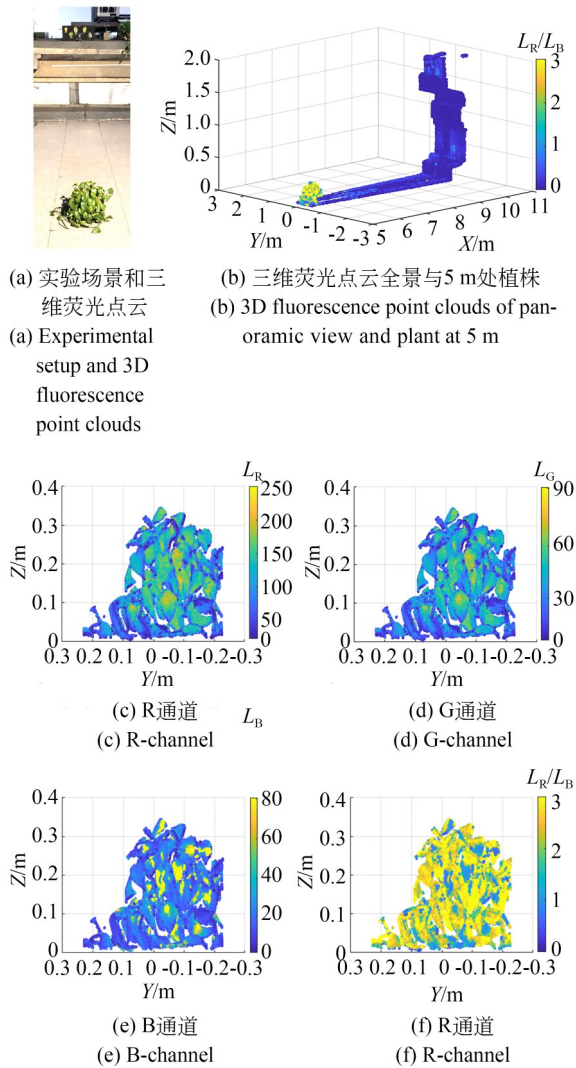 L_R/L_B
3
2
1
0
2.0
1.5
1.0
0.5
0
Z/m
3
2
1
0
-1
-2
-3
Y/m
5
6
7
8
9
10
11
X/m
(a) 实验场景和三
维荧光点云
(a) Experimental
setup and 3D
fluorescence
point clouds
(b) 三维荧光点云全景与5 m处植株
(b) 3D fluorescence point clouds of pan-
oramic view and plant at 5 m
L_R
250
200
150
100
50
0
0.4
0.3
0.2
0.1
0
Z/m
0.3 0.2 0.1 0 -0.1 -0.2 -0.3
Y/m
(c) R通道
(c) R-channel
L_G
90
60
30
0
0.4
0.3
0.2
0.1
0
Z/m
0.3 0.2 0.1 0 -0.1 -0.2 -0.3
Y/m
(d) G通道
(d) G-channel
L_B
80
60
40
20
0
0.4
0.3
0.2
0.1
0
Z/m
0.3 0.2 0.1 0 -0.1 -0.2 -0.3
Y/m
(e) B通道
(e) B-channel
L_R/L_B
3
2
1
0
0.4
0.3
0.2
0.1
0
Z/m
0.3 0.2 0.1 0 -0.1 -0.2 -0.3
Y/m
(f) R通道
(f) R-channel